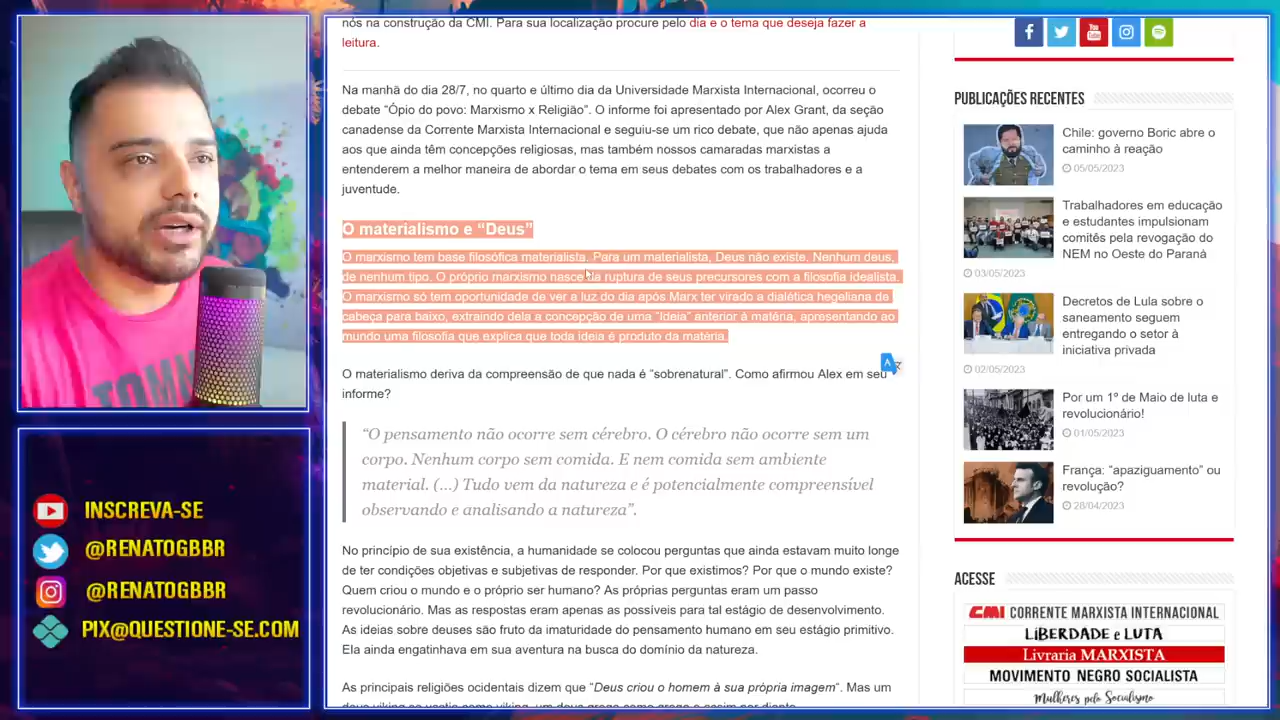 nós na construção da CMI. Para sua localização procure pelo dia e o tema que deseja fazer a
leitura.
Na manhã do dia 28/7, no quarto e último dia da Universidade Marxista Internacional, ocorreu o
debate “Ópio do povo: Marxismo x Religião”. O informe foi apresentado por Alex Grant, da seção
canadense da Corrente Marxista Internacional e seguiu-se um rico debate, que não apenas ajuda
aos que ainda têm concepções religiosas, mas também nossos camaradas marxistas a
entenderem a melhor maneira de abordar o tema em seus debates com os trabalhadores e a
juventude.
O materialismo e “Deus”
O marxismo tem base filosófica materialista. Para um materialista, Deus não existe. Nenhum deus,
de nenhum tipo. O próprio marxismo nasce da ruptura de seus precursores com a filosofia idealista.
O marxismo só tem oportunidade de ver a luz do dia após Marx ter virado a dialética hegeliana de
cabeça para baixo, extraindo dela a concepção de uma “Ideia” anterior à matéria, apresentando ao
mundo uma filosofia que explica que toda ideia é produto da matéria.
O materialismo deriva da compreensão de que nada é “sobrenatural”. Como afirmou Alex em seu
informe?
“O pensamento não ocorre sem cérebro. O cérebro não ocorre sem um
corpo. Nenhum corpo sem comida. E nem comida sem ambiente
material. (…) Tudo vem da natureza e é potencialmente compreensível
observando e analisando a natureza”.
No princípio de sua existência, a humanidade se colocou perguntas que ainda estavam muito longe
de ter condições objetivas e subjetivas de responder. Por que existimos? Por que o mundo existe?
Quem criou o mundo e o próprio ser humano? As próprias perguntas eram um passo
revolucionário. Mas as respostas eram apenas as possíveis para tal estágio de desenvolvimento.
As ideias sobre deuses são fruto da imaturidade do pensamento humano em seu estágio primitivo.
Ela ainda engatinhava em sua aventura na busca do domínio da natureza.
As principais religiões ocidentais dizem que “Deus criou o homem à sua própria imagem“. Mas um
deus viking se vestia como viking, um deus grego como grego e assim por diante.
PUBLICAÇÕES RECENTES
Chile: governo Boric abre o
caminho à reação
05/05/2023
Trabalhadores em educação
e estudantes impulsionam
comitês pela revogação do
NEM no Oeste do Paraná
03/05/2023
Decretos de Lula sobre o
saneamento seguem
entregando o setor à
iniciativa privada
02/05/2023
Por um 1º de Maio de luta e
revolucionário!
01/05/2023
França: “apaziguamento” ou
revolução?
28/04/2023
ACESSE
CMI CORRENTE MARXISTA INTERNACIONAL
LiBERDADE e LUTA
Livraria MARXISTA
MOVIMENTO NEGRO SOCIALISTA
Mulheres pelo Socialismo
INSCREVA-SE
@RENATOGBBR
@RENATOGBBR
PIX@QUESTIONE-SE.COM